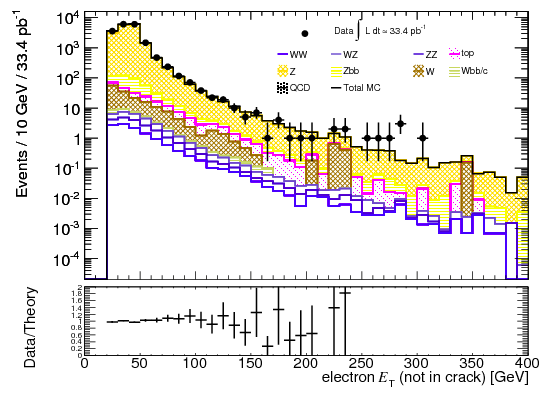 Data ∫ L dt = 33.4 pb⁻¹
WW WZ ZZ top
Z Zbb W Wbb/c
QCD Total MC
Events / 10 GeV / 33.4 pb⁻¹
10⁴
10³
10²
10
1
10⁻¹
10⁻²
10⁻³
10⁻⁴
Data/Theory
2
1.8
1.6
1.4
1.2
1
0.8
0.6
0.4
0.2
0
0 50 100 150 200 250 300 350 400
electron E_T (not in crack) [GeV]